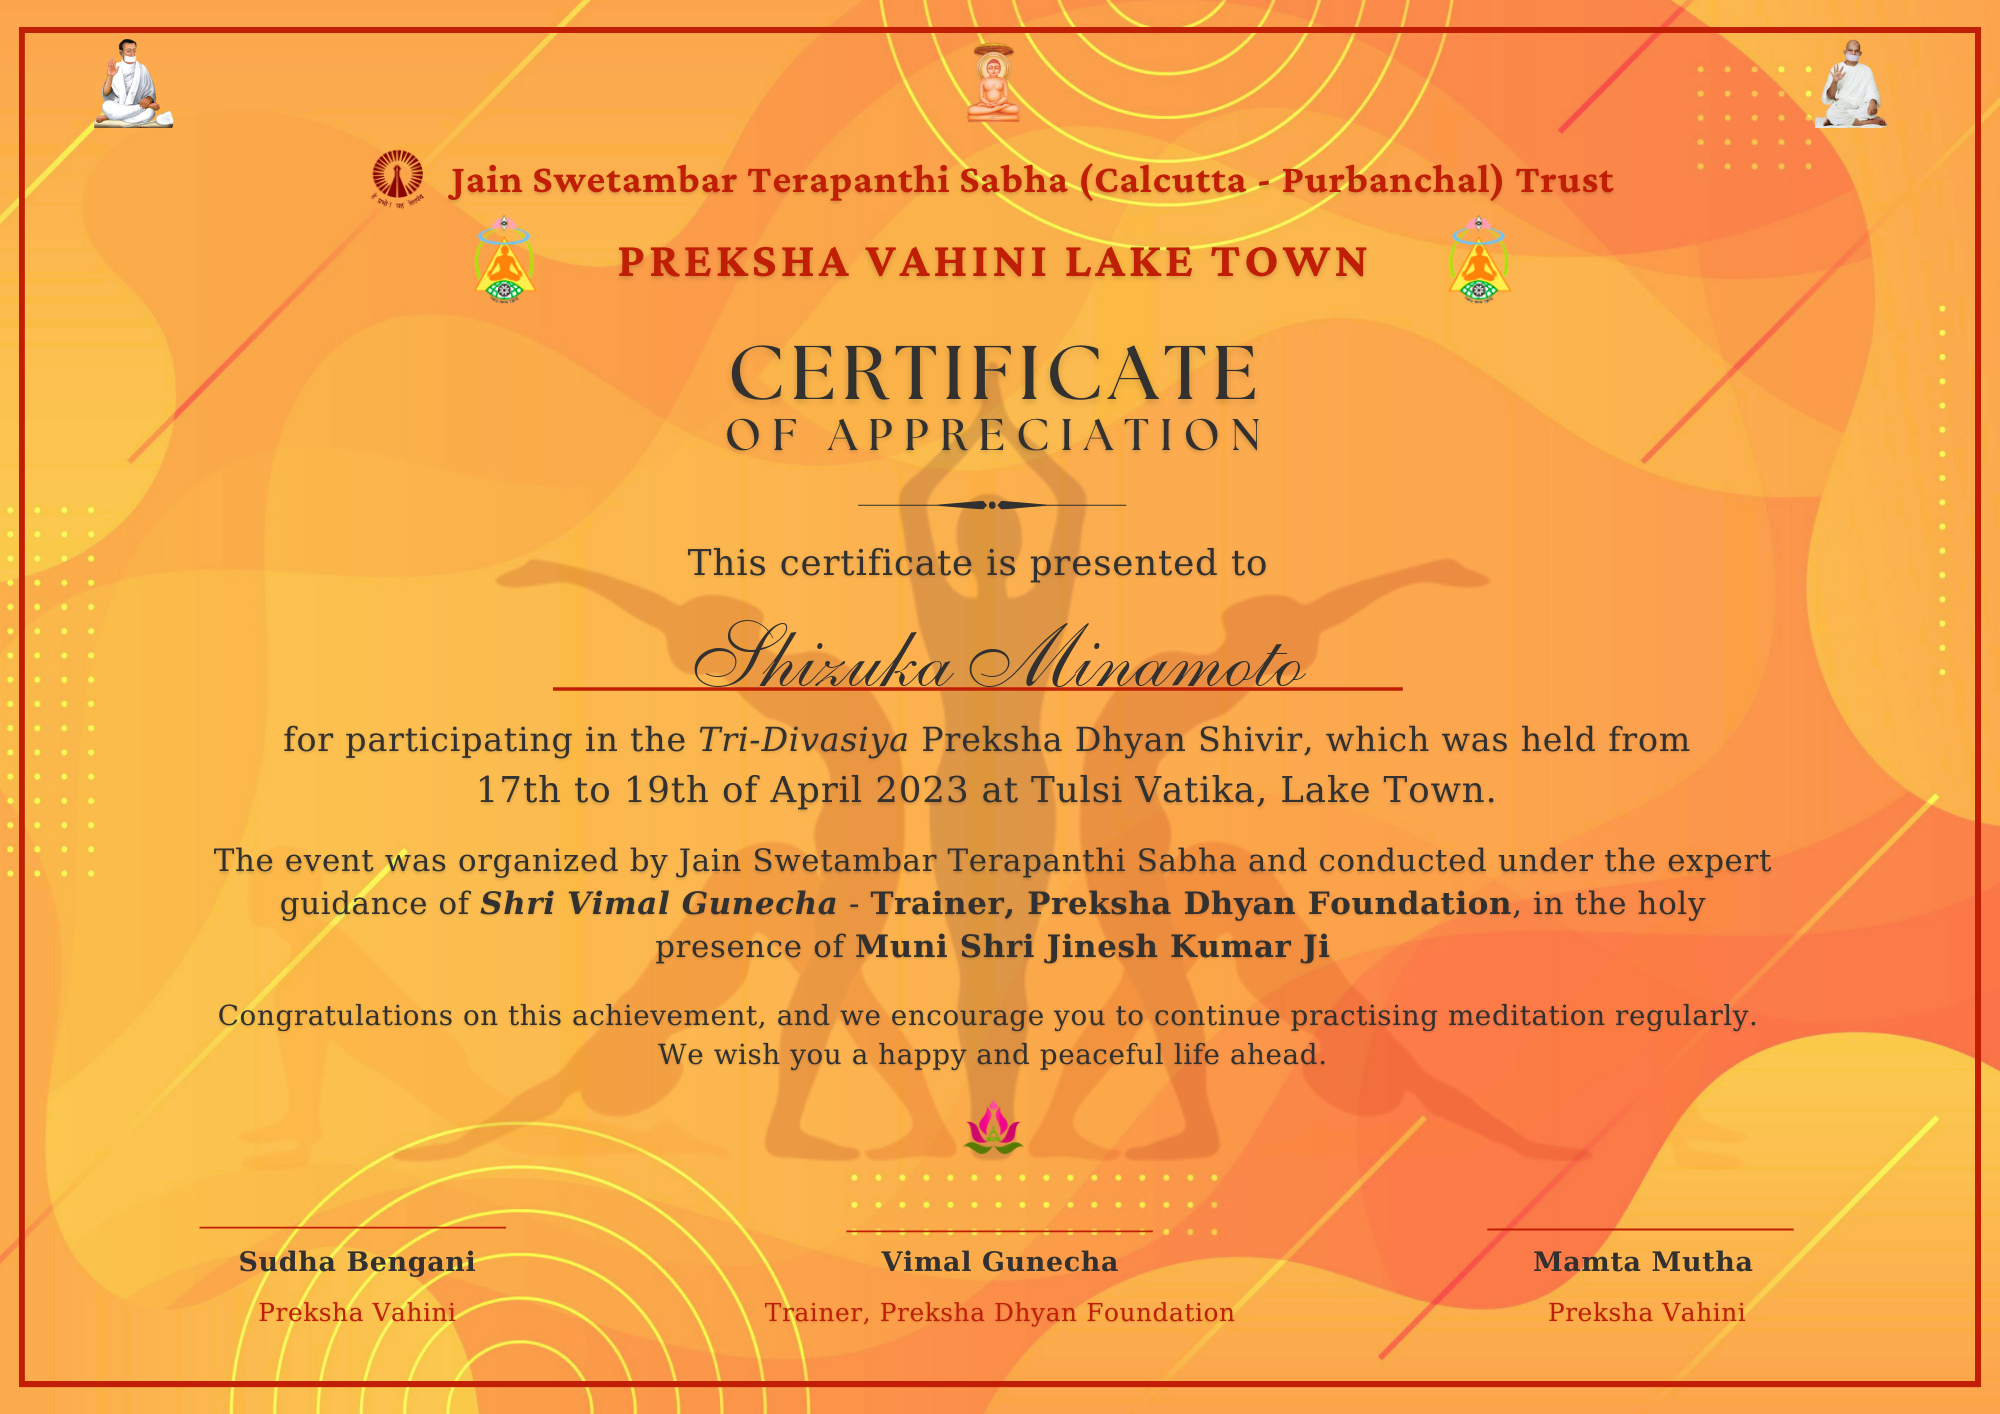 Jain Swetambar Terapanthi Sabha (Calcutta - Purbanchal) Trust
PREKSHA VAHINI LAKE TOWN
CERTIFICATE
OF APPRECIATION
This certificate is presented to
Shizuka Minamoto
for participating in the Tri-Divasiya Preksha Dhyan Shivir, which was held from
17th to 19th of April 2023 at Tulsi Vatika, Lake Town.
The event was organized by Jain Swetambar Terapanthi Sabha and conducted under the expert
guidance of Shri Vimal Gunecha - Trainer, Preksha Dhyan Foundation, in the holy
presence of Muni Shri Jinesh Kumar Ji
Congratulations on this achievement, and we encourage you to continue practising meditation regularly.
We wish you a happy and peaceful life ahead.
Sudha Bengani
Vimal Gunecha
Mamta Mutha
Preksha Vahini
Trainer, Preksha Dhyan Foundation
Preksha Vahini